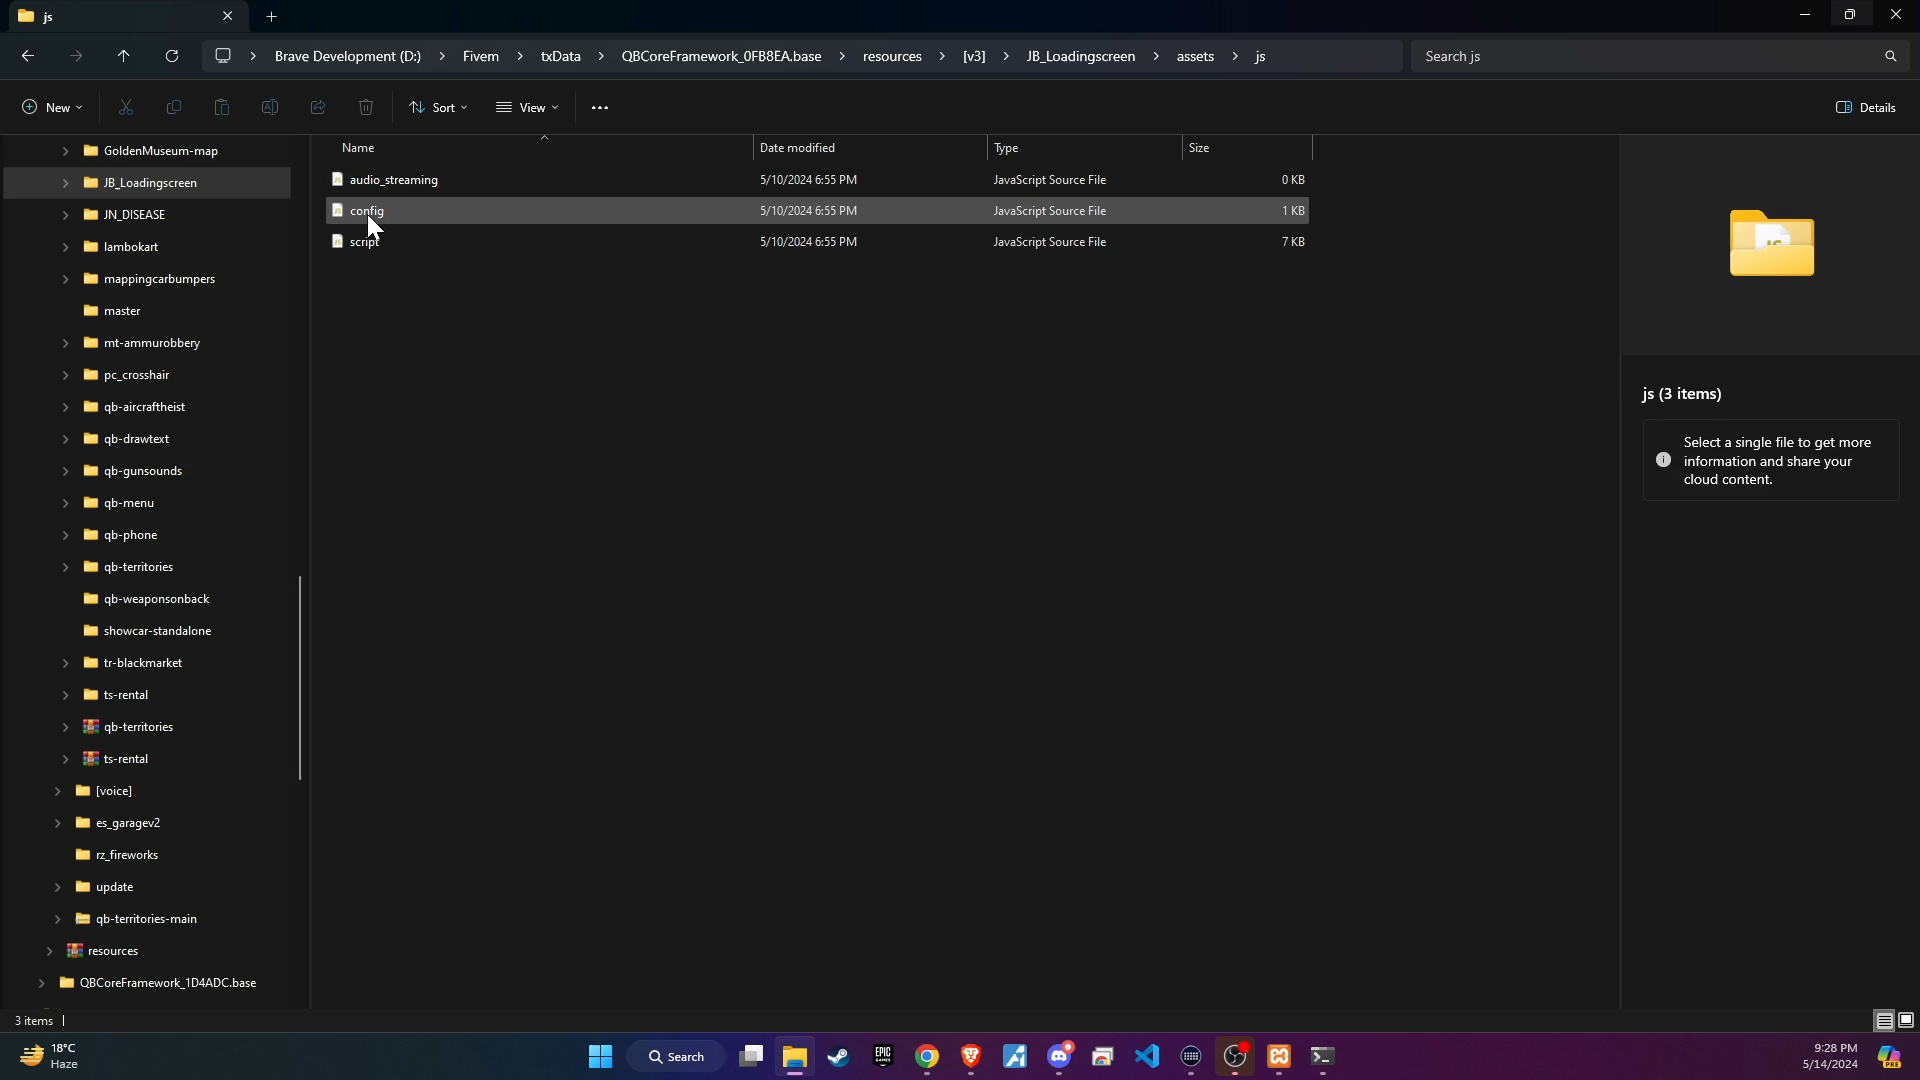 js
Brave Development (D:) > Fivem > txData > QBCoreFramework_0FB8EA.base > resources > [v3] > JB_Loadingscreen > assets > js
Search js
New
Sort
View
Details
Name
Date modified
Type
Size
audio_streaming 5/10/2024 6:55 PM JavaScript Source File 0 KB
config 5/10/2024 6:55 PM JavaScript Source File 1 KB
script 5/10/2024 6:55 PM JavaScript Source File 7 KB
GoldenMuseum-map
JB_Loadingscreen
JN_DISEASE
lambokart
mappingcarbumpers
master
mt-ammurobbery
pc_crosshair
qb-aircraftheist
qb-drawtext
qb-gunsounds
qb-menu
qb-phone
qb-territories
qb-weaponsonback
showcar-standalone
tr-blackmarket
ts-rental
qb-territories
ts-rental
[voice]
es_garagev2
rz_fireworks
update
qb-territories-main
resources
QBCoreFramework_1D4ADC.base
JS
js (3 items)
Select a single file to get more
information and share your
cloud content.
3 items
18°C
Haze
Search
EPIC
GAMES
PRE
9:28 PM
5/14/2024